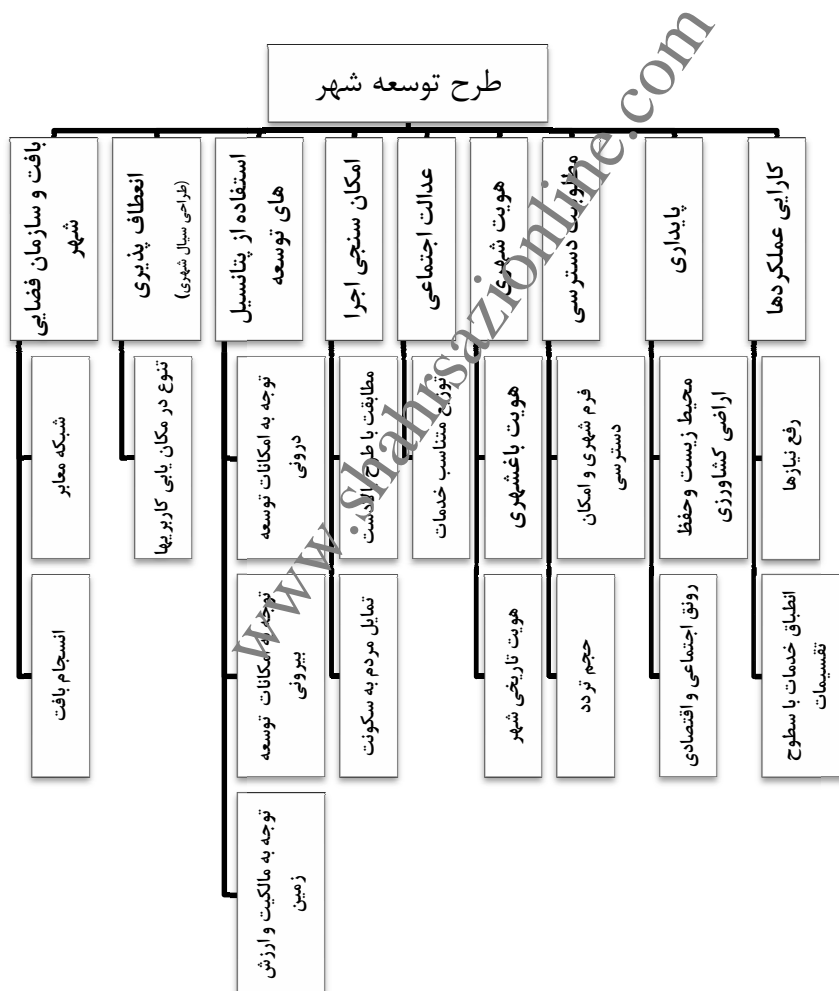 طرح توسعه شهر
کارایی عملکردها
رفع نیازها
انطباق خدمات با سطوح
تقسیمات
پایداری
محیط زیست وحفظ
اراضی کشاورزی
رونق اجتماعی و اقتصادی
مطلوبیت دسترسی
فرم شهری و امکان
دسترسی
حجم تردد
هویت شهری
هویت باغشهری
هویت تاریخی شهر
عدالت اجتماعی
توزیع متناسب خدمات
امکان سنجی اجرا
مطابقت با طرح بالادست
تمایل مردم به سکونت
استفاده از پتانسیل
های توسعه
توجه به امکانات توسعه
درونی
توجه به امکانات توسعه
بیرونی
توجه به مالکیت و ارزش
زمین
انعطاف پذیری
(طراحی سیال شهری)
تنوع در مکان یابی کاربریها
بافت و سازمان فضایی
شهر
شبکه معابر
انسجام بافت
www.shahrsazionline.com